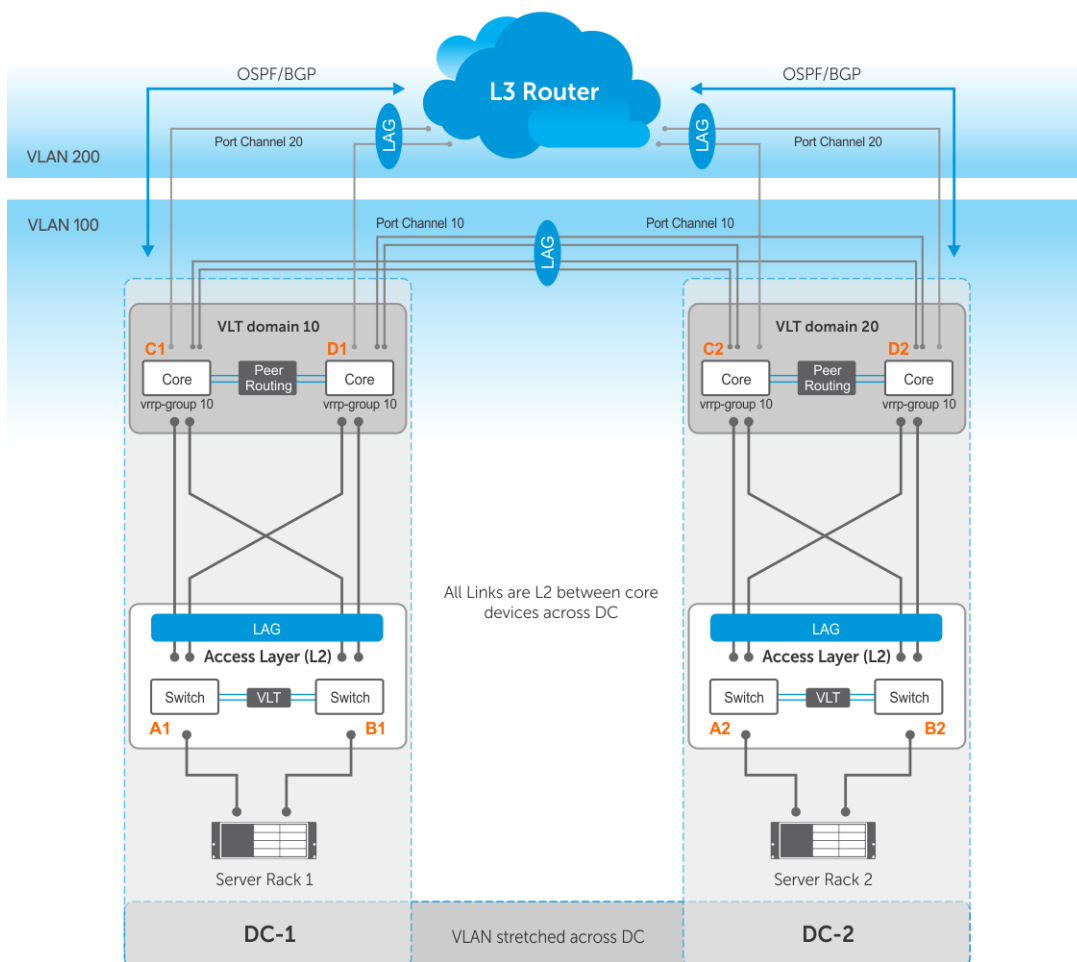 OSPF/BGP
OSPF/BGP
L3 Router
Port Channel 20
LAG
LAG
Port Channel 20
VLAN 200
VLAN 100
Port Channel 10
LAG
Port Channel 10
VLT domain 10
C1
D1
Core
Peer
Routing
Core
vrrp-group 10
vrrp-group 10
VLT domain 20
C2
D2
Core
Peer
Routing
Core
vrrp-group 10
vrrp-group 10
All Links are L2 between core
devices across DC
LAG
Access Layer (L2)
Switch
VLT
Switch
A1
B1
Server Rack 1
LAG
Access Layer (L2)
Switch
VLT
Switch
A2
B2
Server Rack 2
DC-1
VLAN stretched across DC
DC-2